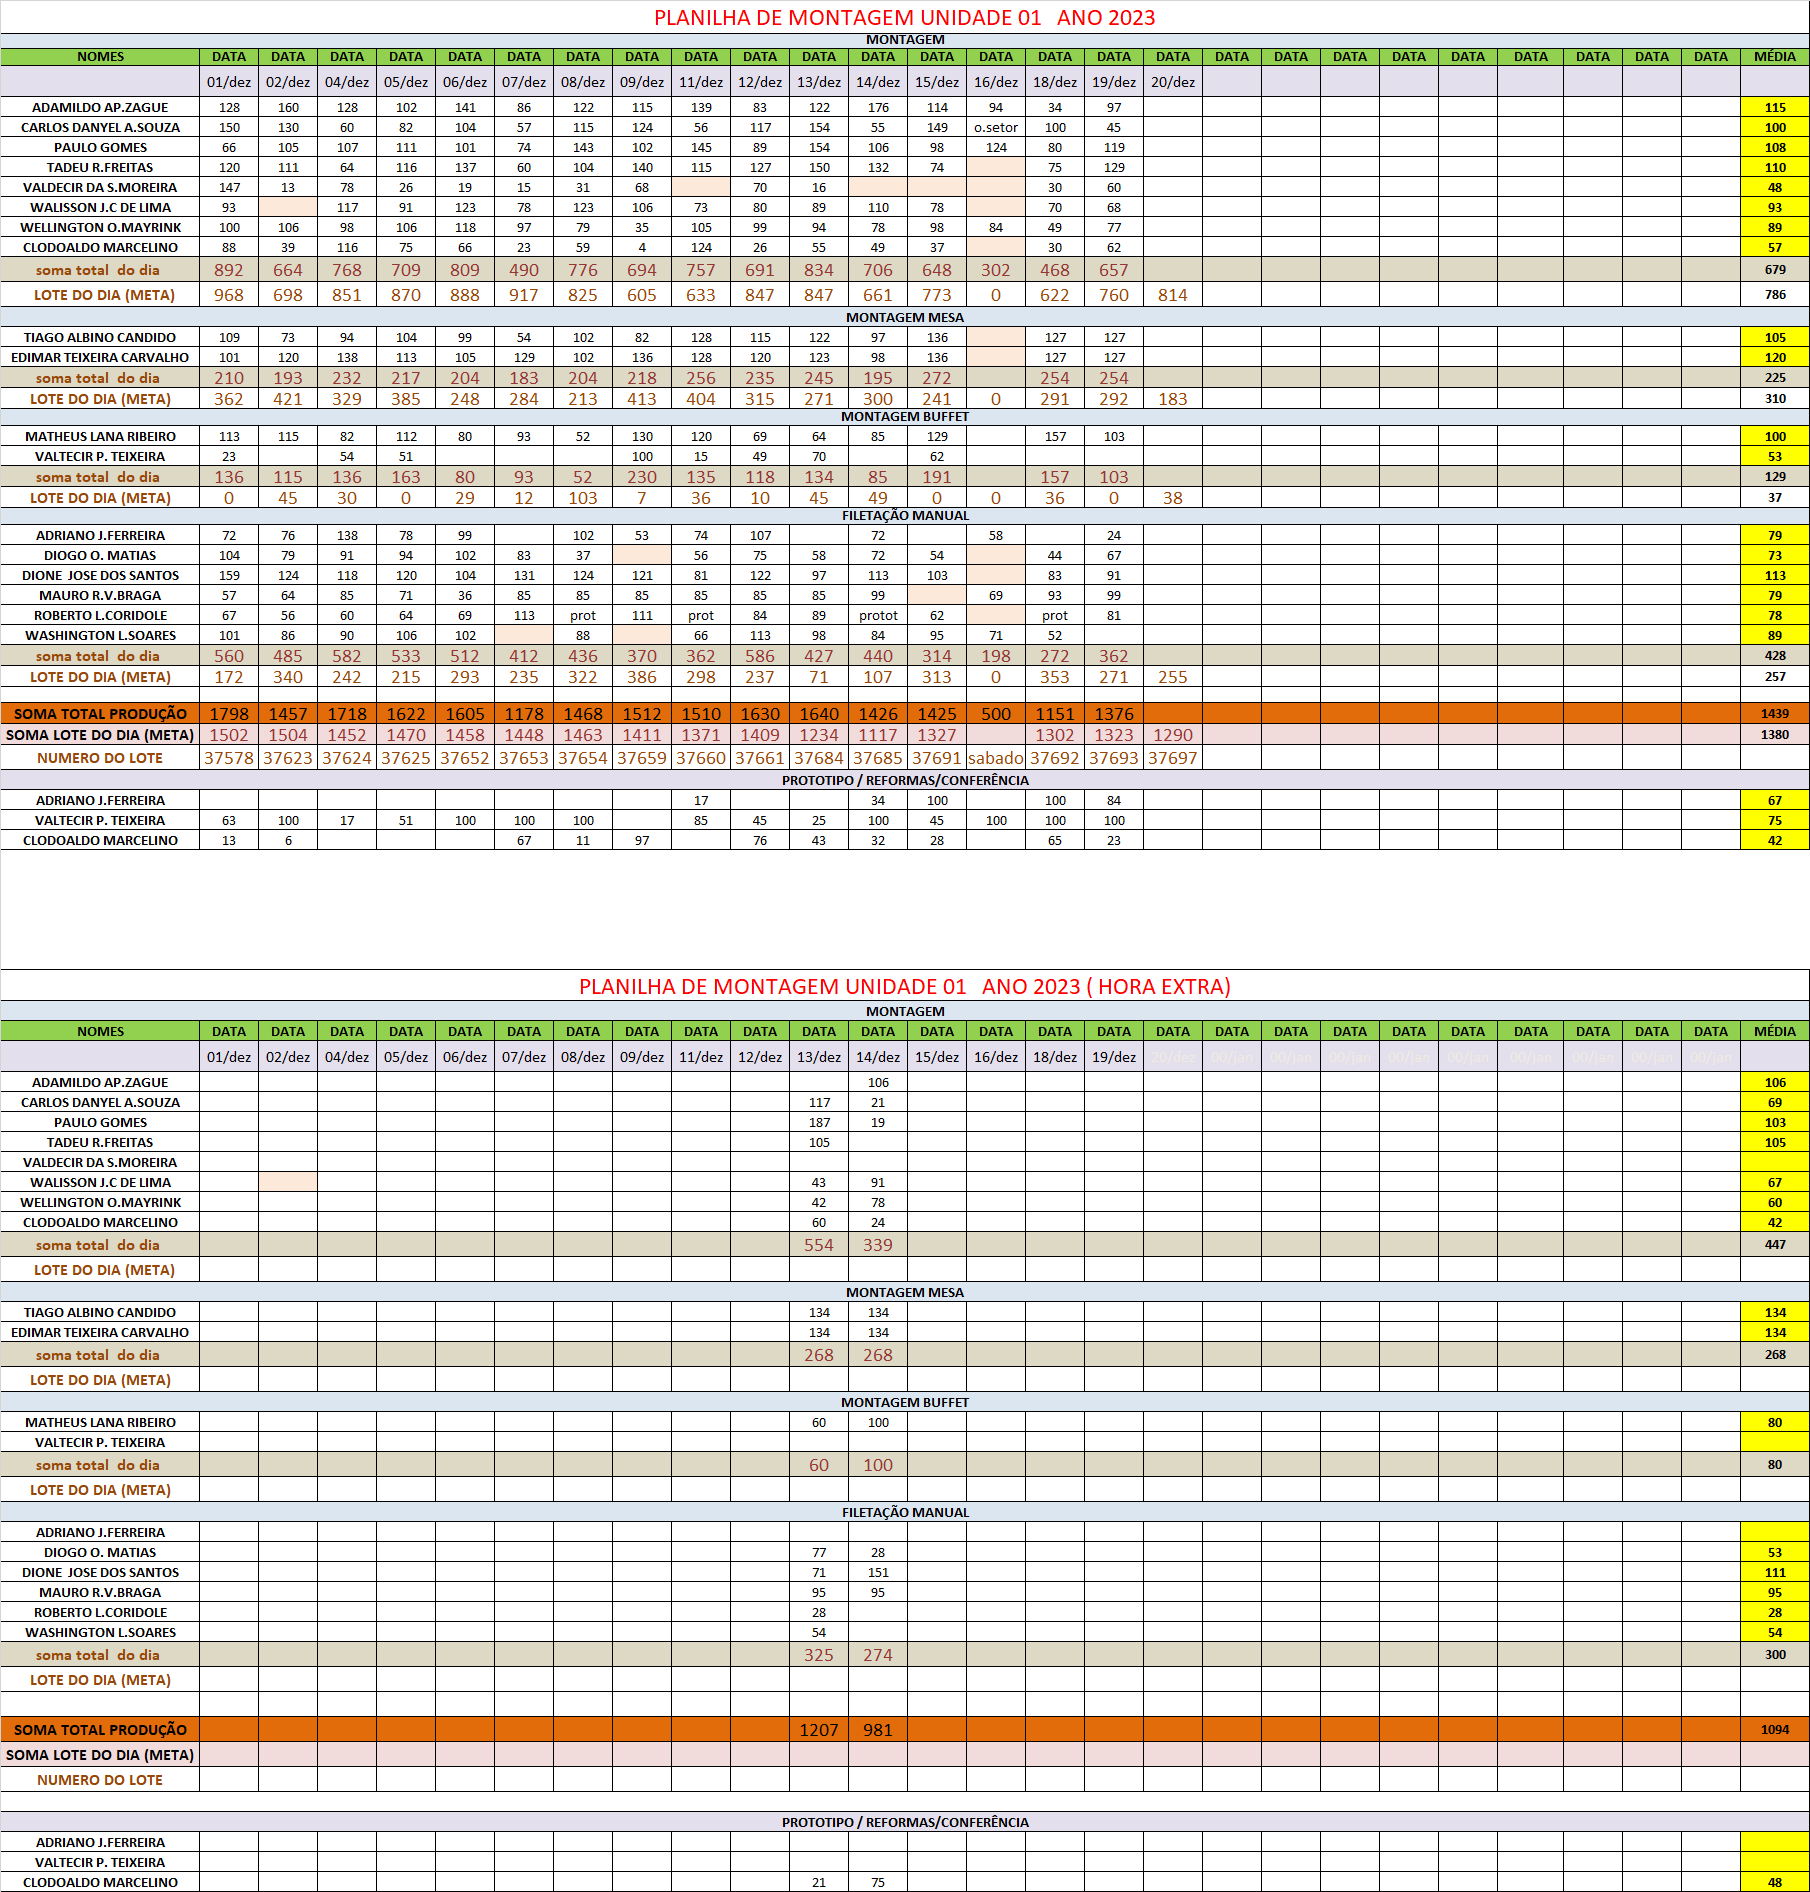 PLANILHA DE MONTAGEM UNIDADE 01 ANO 2023
MONTAGEM
NOMES DATA DATA DATA DATA DATA DATA DATA DATA DATA DATA DATA DATA DATA DATA DATA DATA DATA DATA DATA DATA DATA DATA DATA DATA DATA DATA MÉDIA
01/dez 02/dez 04/dez 05/dez 06/dez 07/dez 08/dez 09/dez 11/dez 12/dez 13/dez 14/dez 15/dez 16/dez 18/dez 19/dez 20/dez
ADAMILDO AP.ZAGUE 128 160 128 102 141 86 122 115 139 83 122 176 114 94 34 97 115
CARLOS DANYEL A.SOUZA 150 130 60 82 104 57 115 124 56 117 154 55 149 o.setor 100 45 100
PAULO GOMES 66 105 107 111 101 74 143 102 145 89 154 106 98 124 80 119 108
TADEU R.FREITAS 120 111 64 116 137 60 104 140 115 127 150 132 74 75 129 110
VALDECIR DA S.MOREIRA 147 13 78 26 19 15 31 68 70 16 30 60 48
WALISSON J.C DE LIMA 93 117 91 123 78 123 106 73 80 89 110 78 70 68 93
WELLINGTON O.MAYRINK 100 106 98 106 118 97 79 35 105 99 94 78 98 84 49 77 89
CLODOALDO MARCELINO 88 39 116 75 66 23 59 4 124 26 55 49 37 30 62 57
soma total do dia 892 664 768 709 809 490 776 694 757 691 834 706 648 302 468 657 679
LOTE DO DIA (META) 968 698 851 870 888 917 825 605 633 847 847 661 773 0 622 760 814 786
MONTAGEM MESA
TIAGO ALBINO CANDIDO 109 73 94 104 99 54 102 82 128 115 122 97 136 127 127 105
EDIMAR TEIXEIRA CARVALHO 101 120 138 113 105 129 102 136 128 120 123 98 136 127 127 120
soma total do dia 210 193 232 217 204 183 204 218 256 235 245 195 272 254 254 225
LOTE DO DIA (META) 362 421 329 385 248 284 213 413 404 315 271 300 241 0 291 292 183 310
MONTAGEM BUFFET
MATHEUS LANA RIBEIRO 113 115 82 112 80 93 52 130 120 69 64 85 129 157 103 100
VALTECIR P. TEIXEIRA 23 54 51 100 15 49 70 62 53
soma total do dia 136 115 136 163 80 93 52 230 135 118 134 85 191 157 103 129
LOTE DO DIA (META) 0 45 30 0 29 12 103 7 36 10 45 49 0 0 36 0 38 37
FILETAÇÃO MANUAL
ADRIANO J.FERREIRA 72 76 138 78 99 102 53 74 107 72 58 24 79
DIOGO O. MATIAS 104 79 91 94 102 83 37 56 75 58 72 54 44 67 73
DIONE JOSE DOS SANTOS 159 124 118 120 104 131 124 121 81 122 97 113 103 83 91 113
MAURO R.V.BRAGA 57 64 85 71 36 85 85 85 85 85 85 99 69 93 99 79
ROBERTO L.CORIDOLE 67 56 60 64 69 113 prot 111 prot 84 89 protot 62 prot 81 78
WASHINGTON L.SOARES 101 86 90 106 102 88 66 113 98 84 95 71 52 89
soma total do dia 560 485 582 533 512 412 436 370 362 586 427 440 314 198 272 362 428
LOTE DO DIA (META) 172 340 242 215 293 235 322 386 298 237 71 107 313 0 353 271 255 257
SOMA TOTAL PRODUÇÃO 1798 1457 1718 1622 1605 1178 1468 1512 1510 1630 1640 1426 1425 500 1151 1376 1439
SOMA LOTE DO DIA (META) 1502 1504 1452 1470 1458 1448 1463 1411 1371 1409 1234 1117 1327 1302 1323 1290 1380
NUMERO DO LOTE 37578 37623 37624 37625 37652 37653 37654 37659 37660 37661 37684 37685 37691 sabado 37692 37693 37697
PROTOTIPO / REFORMAS/CONFERÊNCIA
ADRIANO J.FERREIRA 17 34 100 100 84 67
VALTECIR P. TEIXEIRA 63 100 17 51 100 100 100 85 45 25 100 45 100 100 100 75
CLODOALDO MARCELINO 13 6 67 11 97 76 43 32 28 65 23 42
PLANILHA DE MONTAGEM UNIDADE 01 ANO 2023 ( HORA EXTRA)
MONTAGEM
NOMES DATA DATA DATA DATA DATA DATA DATA DATA DATA DATA DATA DATA DATA DATA DATA DATA DATA DATA DATA DATA DATA DATA DATA DATA DATA DATA MÉDIA
01/dez 02/dez 04/dez 05/dez 06/dez 07/dez 08/dez 09/dez 11/dez 12/dez 13/dez 14/dez 15/dez 16/dez 18/dez 19/dez 20/dez 00/jan 00/jan 00/jan 00/jan 00/jan 00/jan 00/jan 00/jan 00/jan
ADAMILDO AP.ZAGUE 106 106
CARLOS DANYEL A.SOUZA 117 21 69
PAULO GOMES 187 19 103
TADEU R.FREITAS 105 105
VALDECIR DA S.MOREIRA
WALISSON J.C DE LIMA 43 91 67
WELLINGTON O.MAYRINK 42 78 60
CLODOALDO MARCELINO 60 24 42
soma total do dia 554 339 447
LOTE DO DIA (META)
MONTAGEM MESA
TIAGO ALBINO CANDIDO 134 134 134
EDIMAR TEIXEIRA CARVALHO 134 134 134
soma total do dia 268 268 268
LOTE DO DIA (META)
MONTAGEM BUFFET
MATHEUS LANA RIBEIRO 60 100 80
VALTECIR P. TEIXEIRA
soma total do dia 60 100 80
LOTE DO DIA (META)
FILETAÇÃO MANUAL
ADRIANO J.FERREIRA
DIOGO O. MATIAS 77 28 53
DIONE JOSE DOS SANTOS 71 151 111
MAURO R.V.BRAGA 95 95 95
ROBERTO L.CORIDOLE 28 28
WASHINGTON L.SOARES 54 54
soma total do dia 325 274 300
LOTE DO DIA (META)
SOMA TOTAL PRODUÇÃO 1207 981 1094
SOMA LOTE DO DIA (META)
NUMERO DO LOTE
PROTOTIPO / REFORMAS/CONFERÊNCIA
ADRIANO J.FERREIRA
VALTECIR P. TEIXEIRA
CLODOALDO MARCELINO 21 75 48